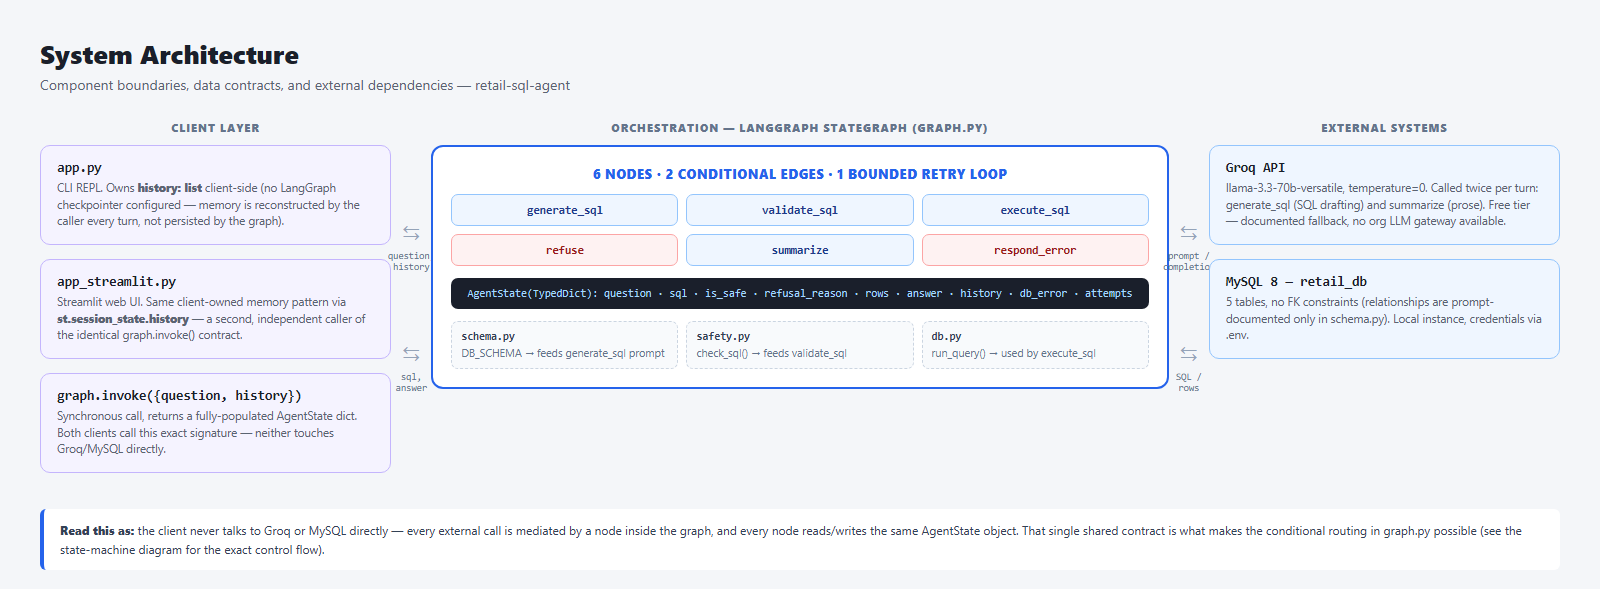 System Architecture
Component boundaries, data contracts, and external dependencies — retail-sql-agent
CLIENT LAYER
app.py
CLI REPL. Owns history: list client-side (no LangGraph
checkpointer configured — memory is reconstructed by the
caller every turn, not persisted by the graph).
app_streamlit.py
Streamlit web UI. Same client-owned memory pattern via
st.session_state.history — a second, independent caller of
the identical graph.invoke() contract.
graph.invoke({question, history})
Synchronous call, returns a fully-populated AgentState dict.
Both clients call this exact signature — neither touches
Groq/MySQL directly.
⇆
question
history
⇆
sql,
answer
ORCHESTRATION — LANGGRAPH STATEGRAPH (GRAPH.PY)
6 NODES · 2 CONDITIONAL EDGES · 1 BOUNDED RETRY LOOP
generate_sql
validate_sql
execute_sql
refuse
summarize
respond_error
AgentState(TypedDict): question · sql · is_safe · refusal_reason · rows · answer · history · db_error · attempts
schema.py
DB_SCHEMA → feeds generate_sql prompt
safety.py
check_sql() → feeds validate_sql
db.py
run_query() → used by execute_sql
⇆
prompt /
completio
⇆
SQL /
rows
EXTERNAL SYSTEMS
Groq API
llama-3.3-70b-versatile, temperature=0. Called twice per turn:
generate_sql (SQL drafting) and summarize (prose). Free tier
— documented fallback, no org LLM gateway available.
MySQL 8 — retail_db
5 tables, no FK constraints (relationships are prompt-
documented only in schema.py). Local instance, credentials via
.env.
Read this as: the client never talks to Groq or MySQL directly — every external call is mediated by a node inside the graph, and every node reads/writes the same AgentState object. That single shared contract is what makes the conditional routing in graph.py possible (see the
state-machine diagram for the exact control flow).